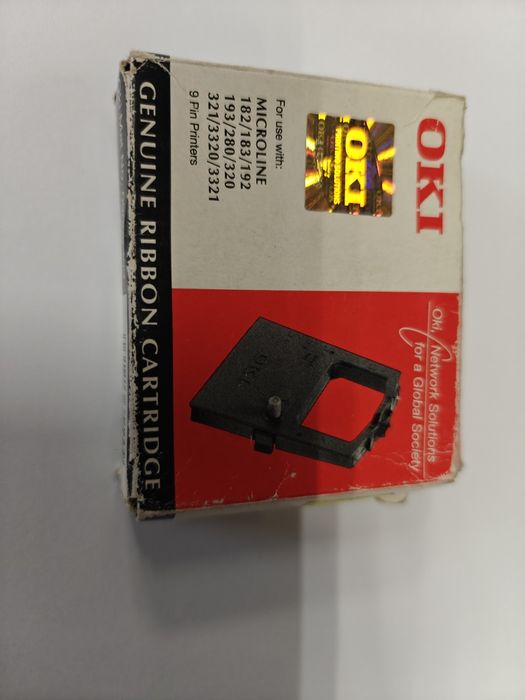 OKI
OKI
Oki, Network Solutions
for a Global Society
For use with:
MICROLINE
182/183/192
193/280/320
321/3320/3321
9 Pin Printers
OKI
GENUINE RIBBON CARTRIDGE